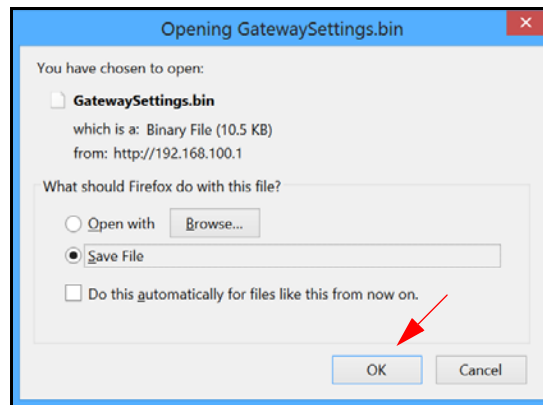 Opening GatewaySettings.bin
You have chosen to open:
GatewaySettings.bin
which is a: Binary File (10.5 KB)
from: http://192.168.100.1
What should Firefox do with this file?
Open with Browse...
Save File
Do this automatically for files like this from now on.
OK Cancel